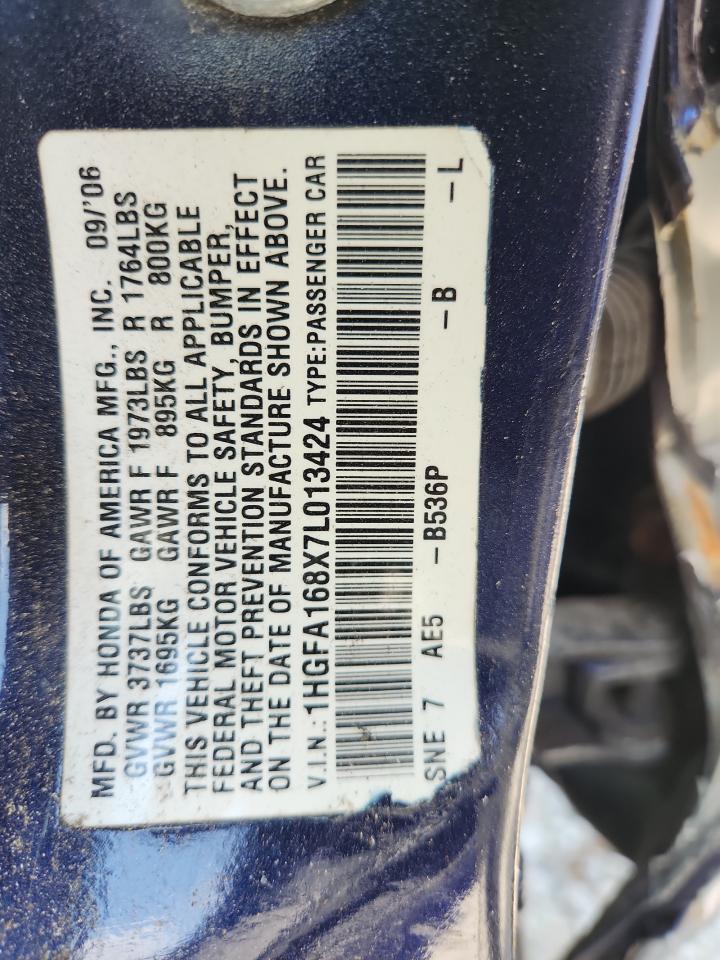 MFD. BY HONDA OF AMERICA MFG., INC. 09/'06
GVWR 3737LBS GAWR F 1973LBS R 1764LBS
GVWR 1695KG GAWR F 895KG R 800KG
THIS VEHICLE CONFORMS TO ALL APPLICABLE
FEDERAL MOTOR VEHICLE SAFETY, BUMPER,
AND THEFT PREVENTION STANDARDS IN EFFECT
ON THE DATE OF MANUFACTURE SHOWN ABOVE.
V.I.N.: 1HGFA168X7L013424 TYPE:PASSENGER CAR
SNE 7 AE5 -B536P -B -L